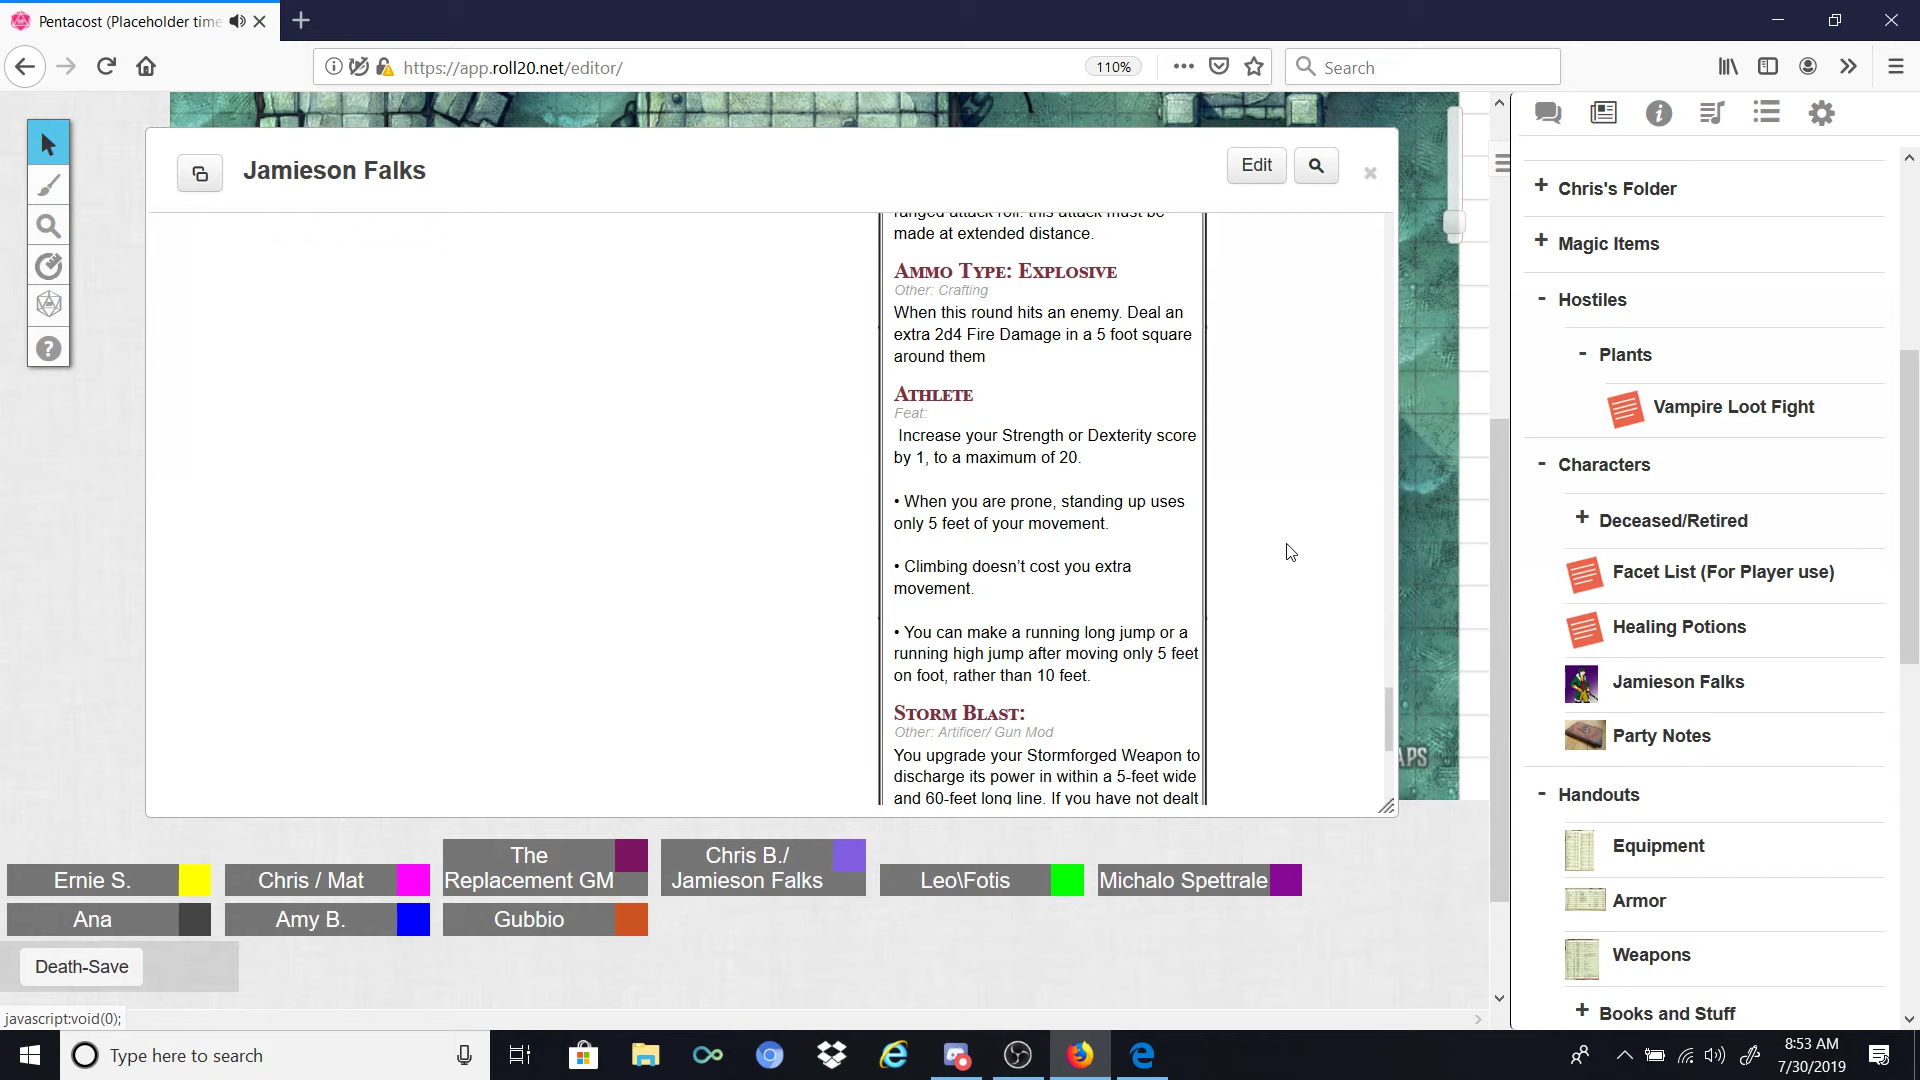 Pentacost (Placeholder time
https://app.roll20.net/editor/
110%
Search
Jamieson Falks
Edit
ranged attack roll. this attack must be
made at extended distance.
Ammo Type: Explosive
Other: Crafting
When this round hits an enemy. Deal an
extra 2d4 Fire Damage in a 5 foot square
around them
Athlete
Feat:
Increase your Strength or Dexterity score
by 1, to a maximum of 20.
• When you are prone, standing up uses
only 5 feet of your movement.
• Climbing doesn't cost you extra
movement.
• You can make a running long jump or a
running high jump after moving only 5 feet
on foot, rather than 10 feet.
Storm Blast:
Other: Artificer/ Gun Mod
You upgrade your Stormforged Weapon to
discharge its power in within a 5-feet wide
and 60-feet long line. If you have not dealt
APS
+ Chris's Folder
+ Magic Items
- Hostiles
- Plants
Vampire Loot Fight
- Characters
+ Deceased/Retired
Facet List (For Player use)
Healing Potions
Jamieson Falks
Party Notes
- Handouts
Equipment
Armor
Weapons
+ Books and Stuff
Ernie S.
Chris / Mat
The
Replacement GM
Chris B./
Jamieson Falks
Leo\Fotis
Michalo Spettrale
Ana
Amy B.
Gubbio
Death-Save
javascript:void(0);
Type here to search
8:53 AM
7/30/2019